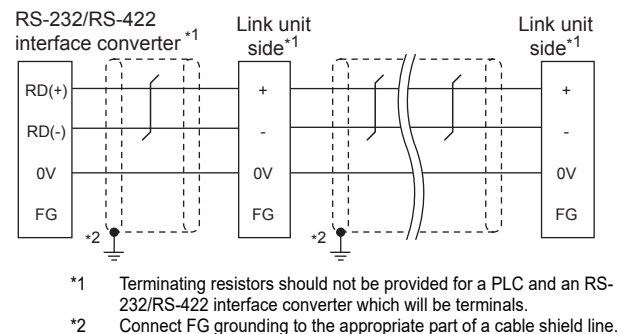 RS-232/RS-422
interface converter *1
Link unit
side*1
Link unit
side*1
RD(+)
+
+
RD(-)
-
-
0V
0V
0V
FG
FG
FG
*2
*2
*1 Terminating resistors should not be provided for a PLC and an RS-
232/RS-422 interface converter which will be terminals.
*2 Connect FG grounding to the appropriate part of a cable shield line.